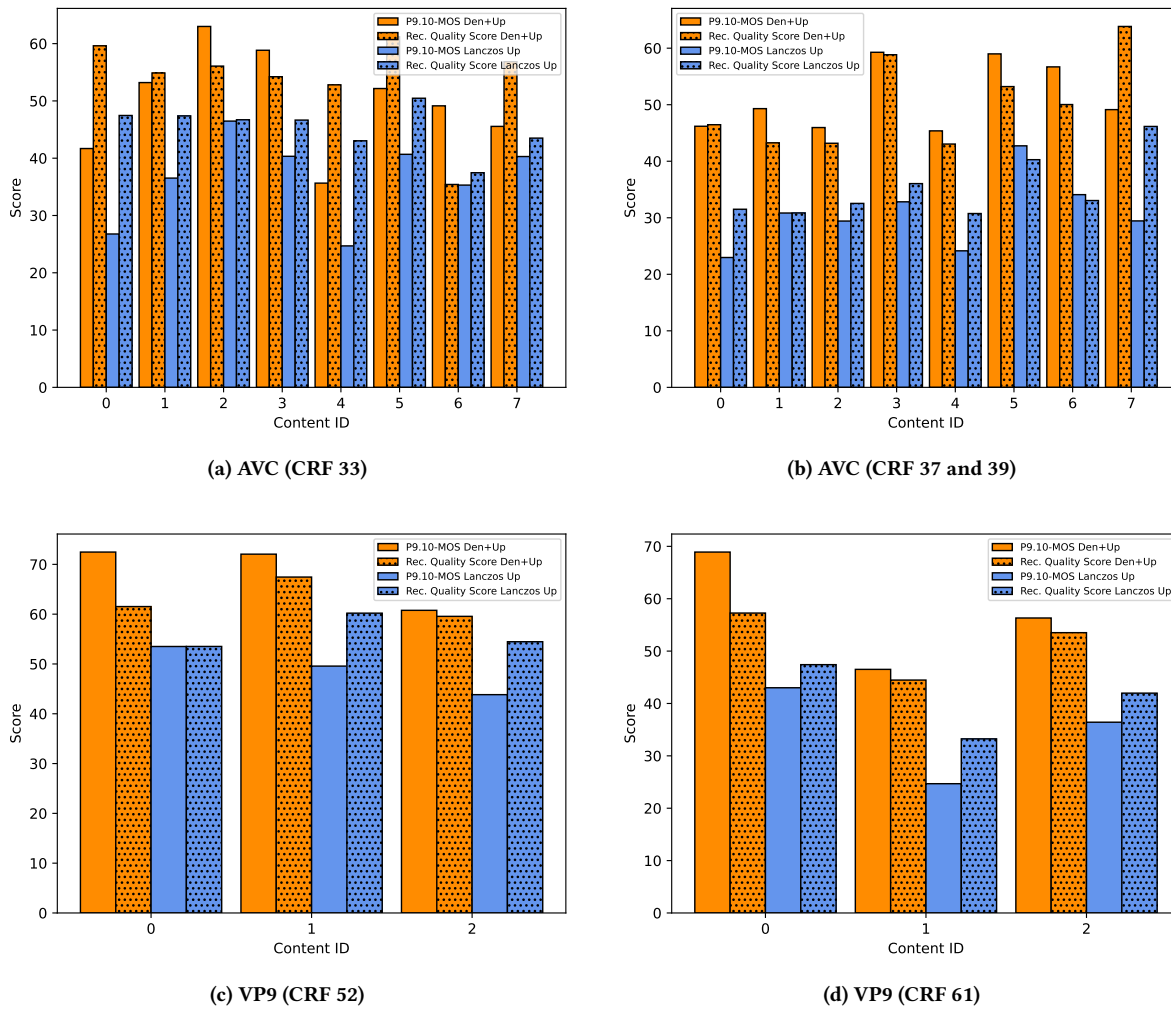 P9.10-MOS Den+Up
Rec. Quality Score Den+Up
P9.10-MOS Lanczos Up
Rec. Quality Score Lanczos Up
Score
60
50
40
30
20
10
0
0 1 2 3 4 5 6 7
Content ID
(a) AVC (CRF 33)
P9.10-MOS Den+Up
Rec. Quality Score Den+Up
P9.10-MOS Lanczos Up
Rec. Quality Score Lanczos Up
Score
60
50
40
30
20
10
0
0 1 2 3 4 5 6 7
Content ID
(b) AVC (CRF 37 and 39)
P9.10-MOS Den+Up
Rec. Quality Score Den+Up
P9.10-MOS Lanczos Up
Rec. Quality Score Lanczos Up
Score
70
60
50
40
30
20
10
0
0 1 2
Content ID
(c) VP9 (CRF 52)
P9.10-MOS Den+Up
Rec. Quality Score Den+Up
P9.10-MOS Lanczos Up
Rec. Quality Score Lanczos Up
Score
70
60
50
40
30
20
10
0
0 1 2
Content ID
(d) VP9 (CRF 61)